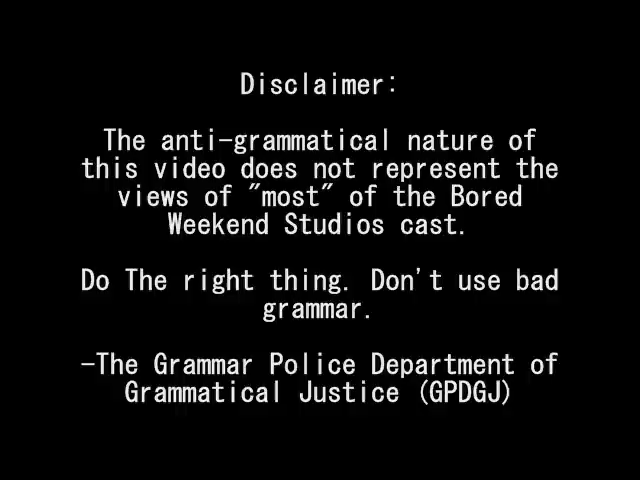 Disclaimer:
The anti-grammatical nature of
this video does not represent the
views of "most" of the Bored
Weekend Studios cast.
Do The right thing. Don't use bad
grammar.
-The Grammar Police Department of
Grammatical Justice (GPDGJ)